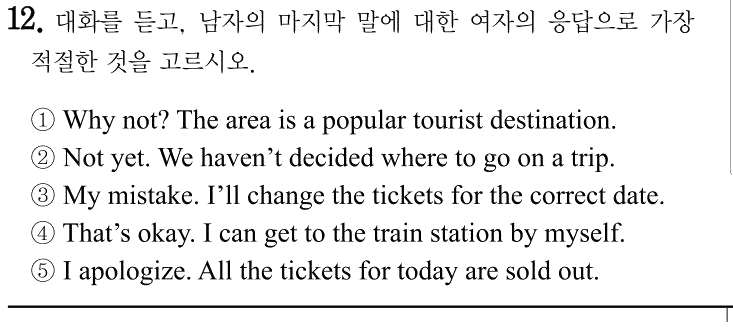 12. 대화를 듣고, 남자의 마지막 말에 대한 여자의 응답으로 가장
적절한 것을 고르시오.
① Why not? The area is a popular tourist destination.
② Not yet. We haven't decided where to go on a trip.
③ My mistake. I'll change the tickets for the correct date.
④ That's okay. I can get to the train station by myself.
⑤ I apologize. All the tickets for today are sold out.